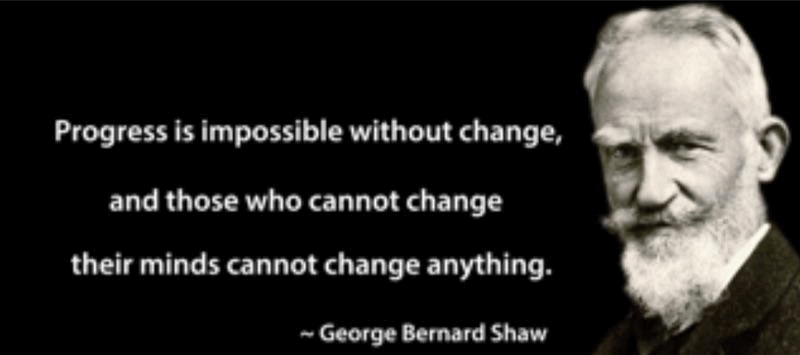 Progress is impossible without change,
and those who cannot change
their minds cannot change anything.
~ George Bernard Shaw